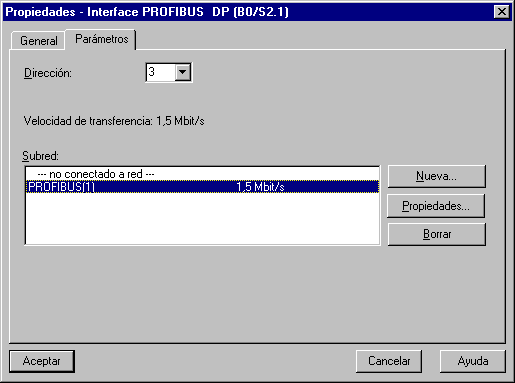 Propiedades - Interface PROFIBUS DP (B0/S2.1)
General Parámetros
Dirección: 3
Velocidad de transferencia: 1,5 Mbit/s
Subred:
--- no conectado a red ---
PROFIBUS(1) 1,5 Mbit/s
Nueva...
Propiedades...
Borrar
Aceptar Cancelar Ayuda